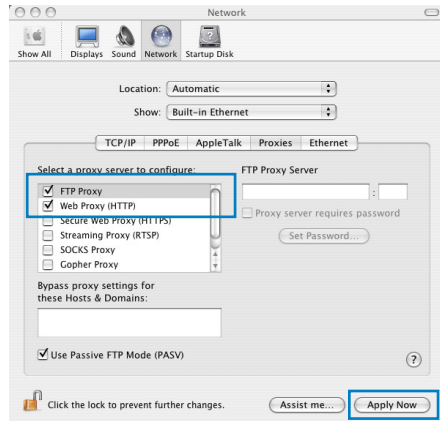 Network
Show All Displays Sound Network Startup Disk
Location: Automatic
Show: Built-in Ethernet
TCP/IP PPPoE AppleTalk Proxies Ethernet
Select a proxy server to configure: FTP Proxy Server
FTP Proxy
Web Proxy (HTTP) :
Secure Web Proxy (HTTPS) Proxy server requires password
Streaming Proxy (RTSP) Set Password...
SOCKS Proxy
Gopher Proxy
Bypass proxy settings for
these Hosts & Domains:
Use Passive FTP Mode (PASV) ?
Click the lock to prevent further changes. Assist me... Apply Now